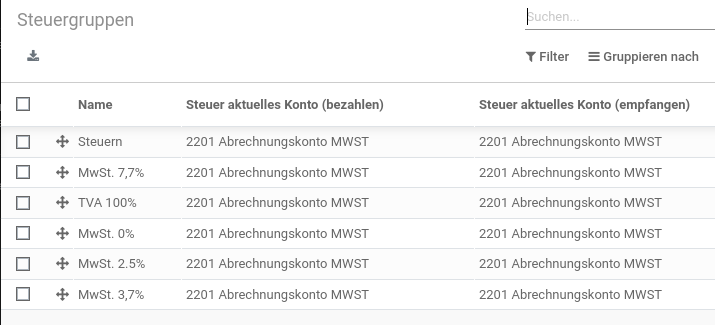 Steuergruppen
Suchen...
Filter Gruppieren nach
Name Steuer aktuelles Konto (bezahlen) Steuer aktuelles Konto (empfangen)
Steuern 2201 Abrechnungskonto MWST 2201 Abrechnungskonto MWST
MwSt. 7,7% 2201 Abrechnungskonto MWST 2201 Abrechnungskonto MWST
TVA 100% 2201 Abrechnungskonto MWST 2201 Abrechnungskonto MWST
MwSt. 0% 2201 Abrechnungskonto MWST 2201 Abrechnungskonto MWST
MwSt. 2.5% 2201 Abrechnungskonto MWST 2201 Abrechnungskonto MWST
MwSt. 3,7% 2201 Abrechnungskonto MWST 2201 Abrechnungskonto MWST